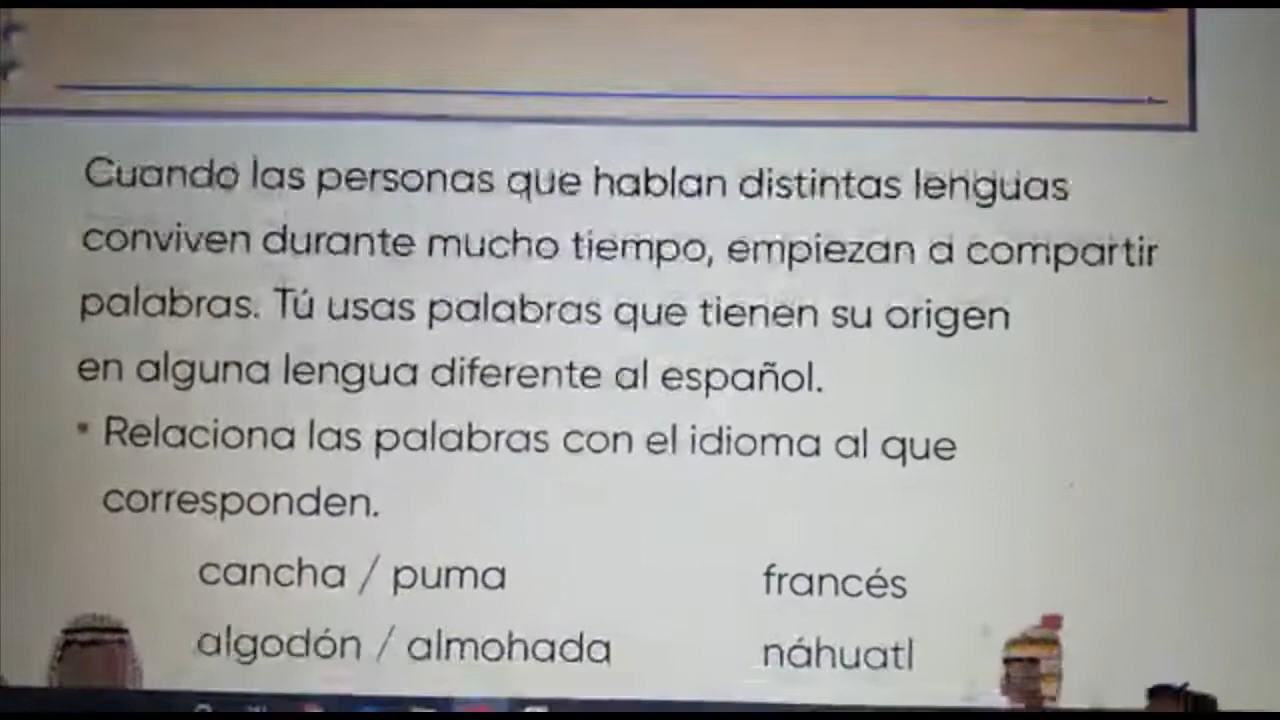 Cuando las personas que hablan distintas lenguas
conviven durante mucho tiempo, empiezan a compartir
palabras. Tú usas palabras que tienen su origen
en alguna lengua diferente al español.
• Relaciona las palabras con el idioma al que
corresponden.
cancha / puma francés
algodón / almohada náhuatl